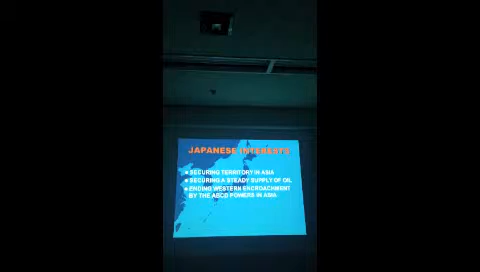 JAPANESE INTERESTS
SECURING TERRITORY IN ASIA
SECURING A STEADY SUPPLY OF OIL
ENDING WESTERN ENCROACHMENT
BY THE ABCD POWERS IN ASIA